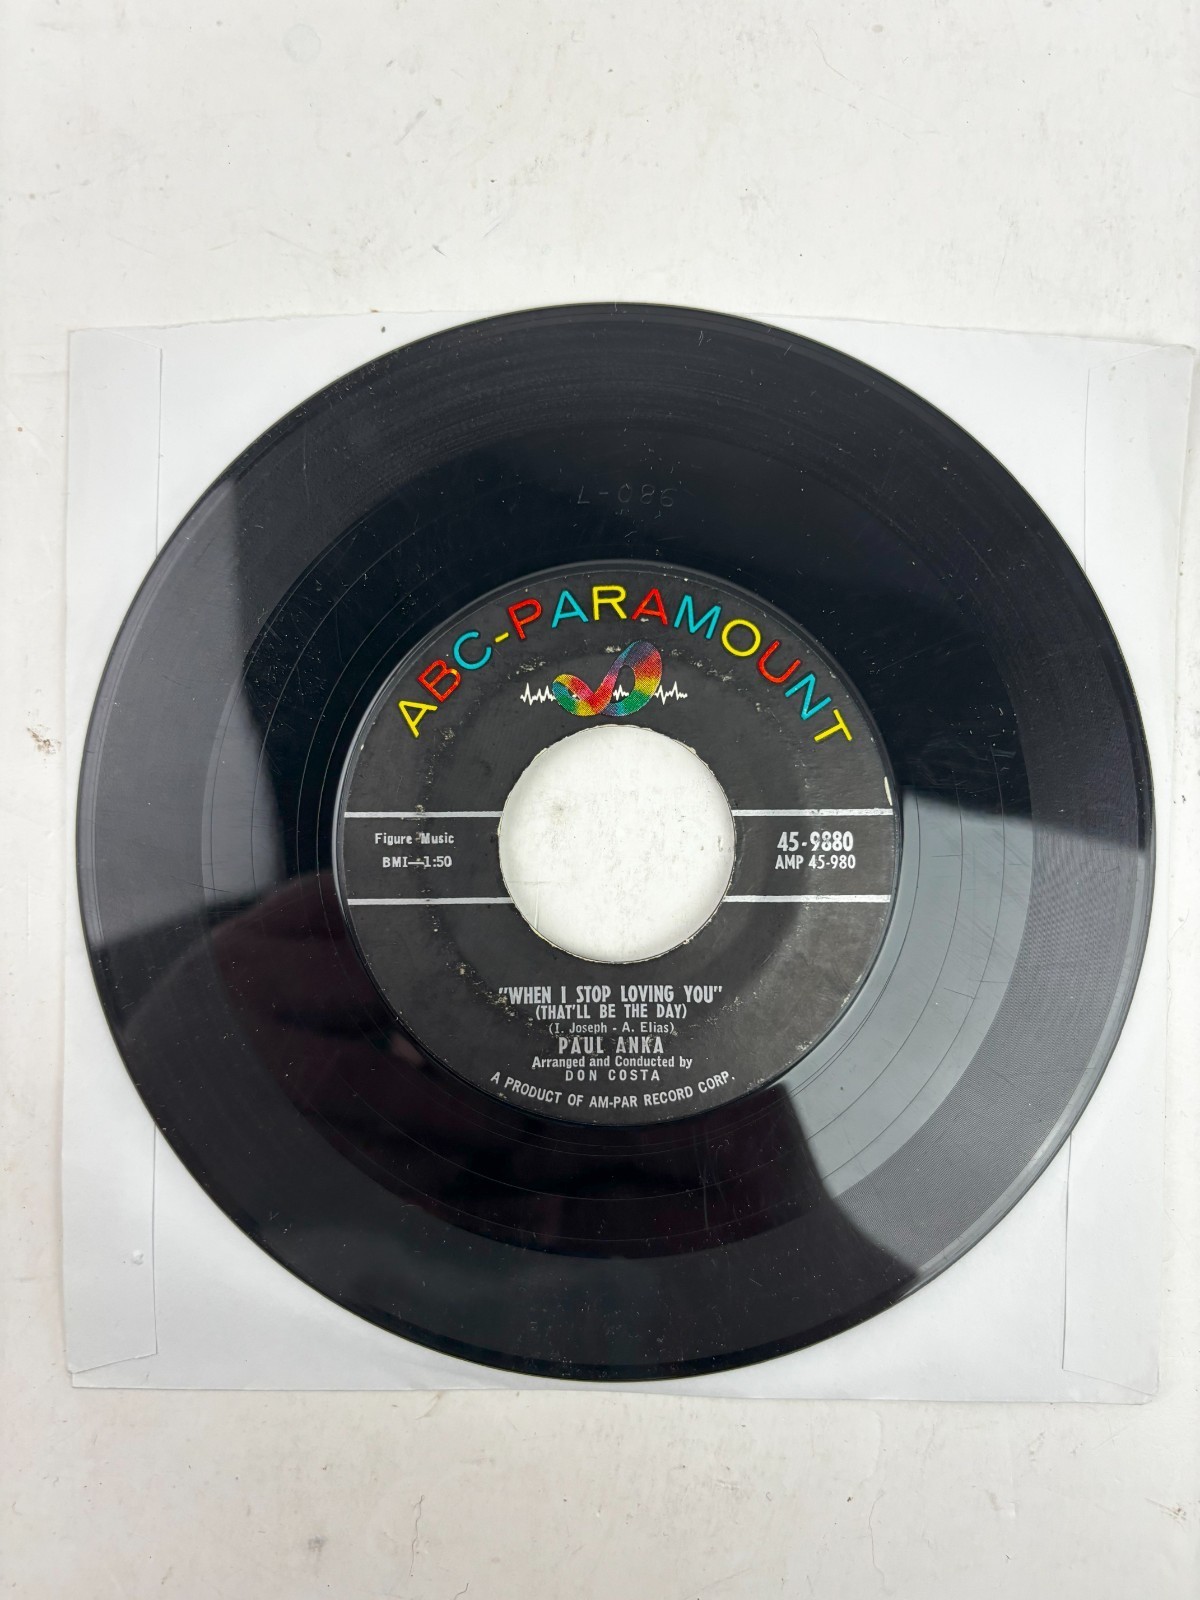 ABC-PARAMOUNT
Figure Music
BMI—1:50
45-9880
AMP 45-980
"WHEN I STOP LOVING YOU"
(THAT'LL BE THE DAY)
(I. Joseph - A. Elias)
PAUL ANKA
Arranged and Conducted by
DON COSTA
A PRODUCT OF AM-PAR RECORD CORP.